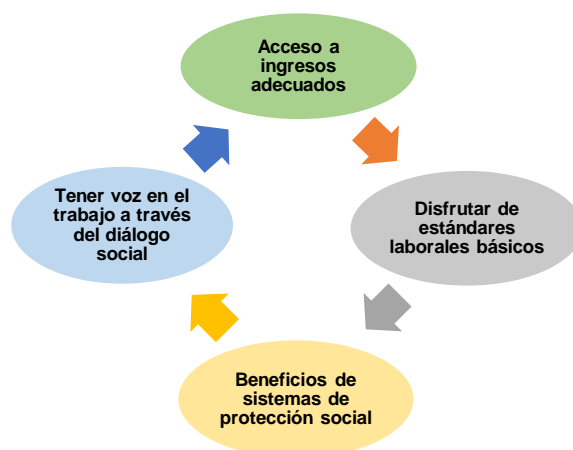 Acceso a
ingresos
adecuados
Disfrutar de
estándares
laborales básicos
Beneficios de
sistemas de
protección social
Tener voz en el
trabajo a través
del diálogo
social